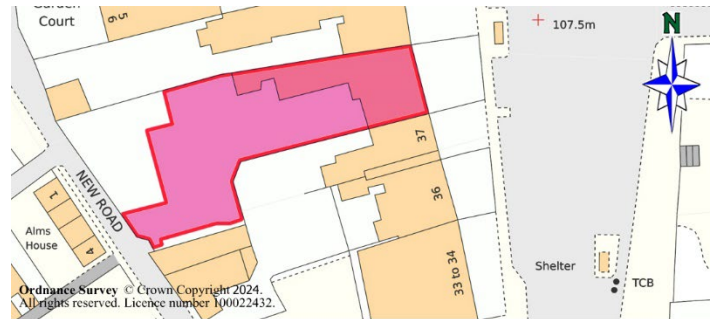 Garden
Court
5
6
107.5m
N
37
NEW ROAD
36
1
Alms
House
4
33 to 34
Shelter
TCB
Ordnance Survey © Crown Copyright 2024.
All rights reserved. Licence number 100022432.